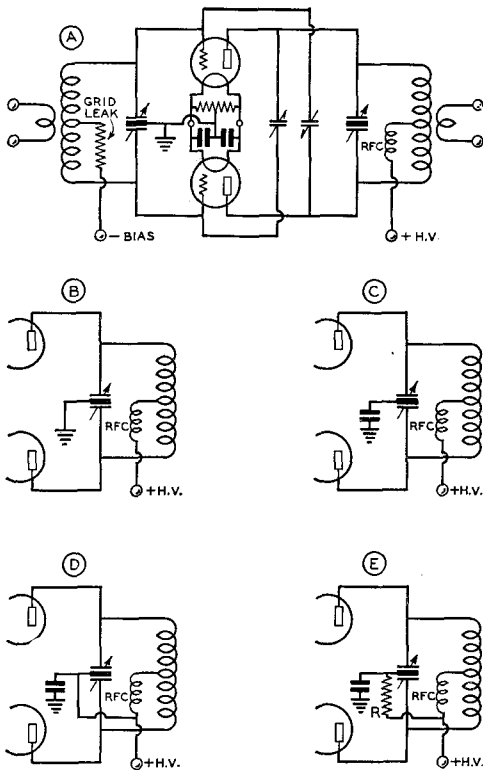 A
GRID
LEAK
RFC
— BIAS
+ H.V.
B
RFC
+H.V.
C
RFC
+H.V.
D
RFC
+H.V.
E
R
RFC
+H.V.